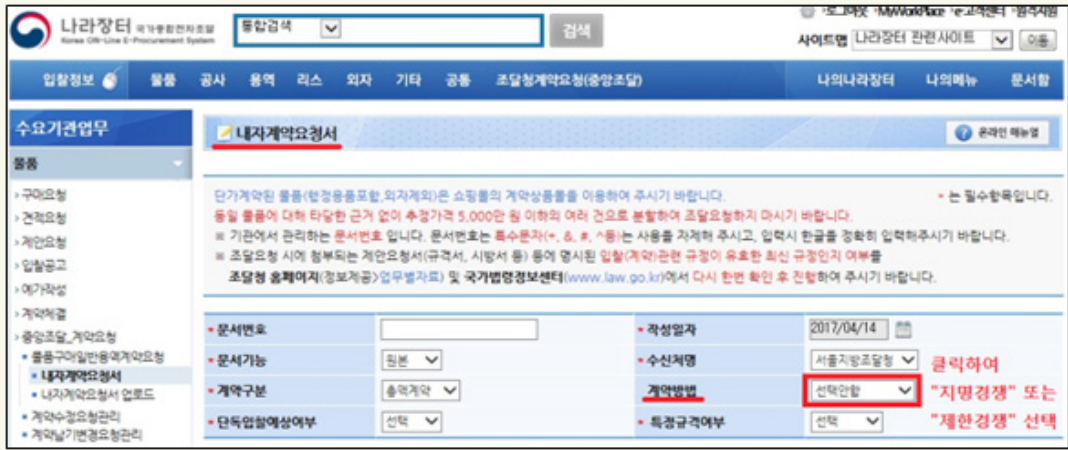 나라장터 국가종합전자조달
Korea ON-line E-Procurement System
통합검색
검색
로그아웃 MyWorkPlace e-고객센터 원격지원
사이트맵 나라장터 관련사이트 이동
입찰정보 물품 공사 용역 리스 외자 기타 공통 조달청계약요청(중앙조달) 나의나라장터 나의메뉴 문서함
수요기관업무
물품
구매요청
견적요청
제안요청
입찰공고
예가작성
계약체결
중앙조달_계약요청
물품구매일반용역계약요청
내자계약요청서
내자계약요청서 업로드
계약수정요청관리
계약납기변경요청관리
내자계약요청서
온라인 매뉴얼
단가계약된 물품(행정용품포함,외자제외)은 쇼핑몰의 계약상품몰을 이용하여 주시기 바랍니다.
* 는 필수항목입니다.
동일 물품에 대해 타당한 근거 없이 추정가격 5,000만 원 이하의 여러 건으로 분할하여 조달요청하지 마시기 바랍니다.
※ 기관에서 관리하는 문서번호 입니다. 문서번호는 특수문자(+, &, #, ^등)는 사용을 자제해 주시고, 입력시 한글을 정확히 입력해주시기 바랍니다.
※ 조달요청 시에 첨부되는 제안요청서(규격서, 시방서 등) 등에 명시된 입찰(계약)관련 규정이 유효한 최신 규정인지 여부를
조달청 홈페이지(정보제공>업무별자료) 및 국가법령정보센터(www.law.go.kr)에서 다시 한번 확인 후 진행하여 주시기 바랍니다.
* 문서번호
* 작성일자 2017/04/14
* 문서기능 원본
* 수신처명 서울지방조달청
* 계약구분 총액계약
계약방법 선택안함
* 단독입찰예상여부 선택
* 특정규격여부 선택
클릭하여
"지명경쟁" 또는
"제한경쟁" 선택